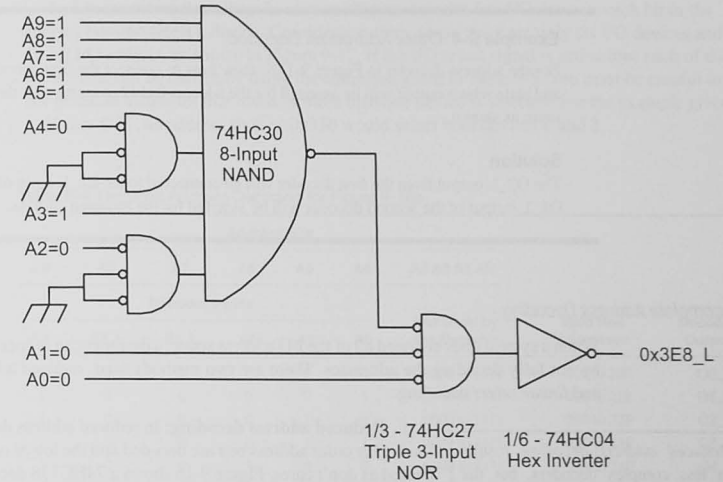 A9=1
A8=1
A7=1
A6=1
A5=1
A4=0
74HC30
8-Input
NAND
A3=1
A2=0
A1=0
A0=0
0x3E8_L
1/3 - 74HC27
Triple 3-Input
NOR
1/6 - 74HC04
Hex Inverter